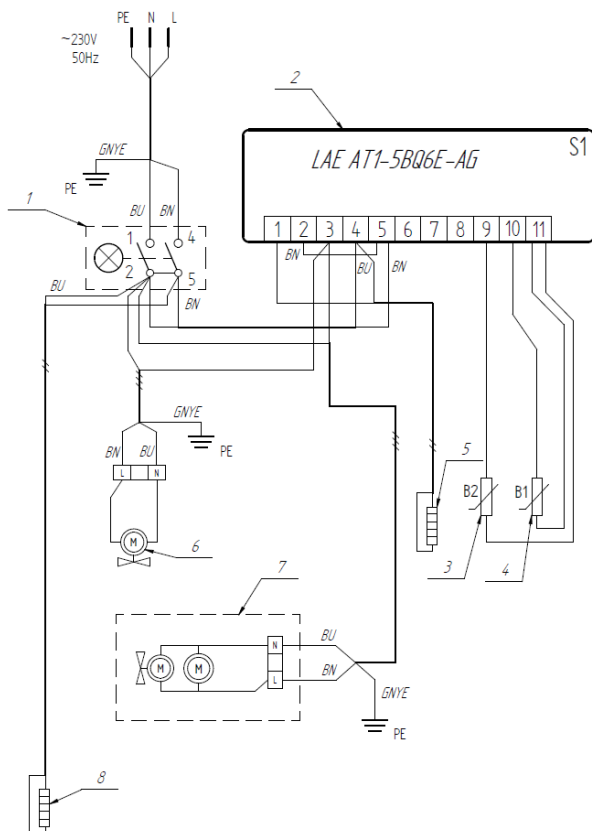 PE N L
~230V
50Hz
2
S1
LAE AT1-5BQ6E-AG
GNYE
PE
1
BU BN
1 4
2 5
BU
BN
1 2 3 4 5 6 7 8 9 10 11
BN BU BN
GNYE
PE
BN BU
L N
M
6
5
B2 B1
3 4
7
M M
N
L
BU
BN
GNYE
PE
8